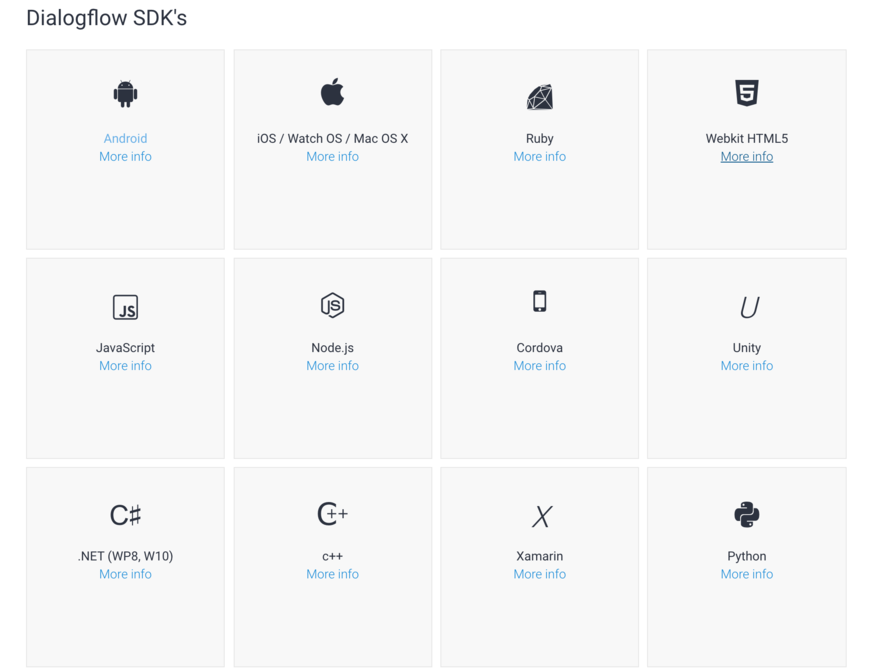 Dialogflow SDK's
Android
More info
iOS / Watch OS / Mac OS X
More info
Ruby
More info
5
Webkit HTML5
More info
JS
JavaScript
More info
JS
Node.js
More info
Cordova
More info
U
Unity
More info
C#
.NET (WP8, W10)
More info
C++
c++
More info
X
Xamarin
More info
Python
More info